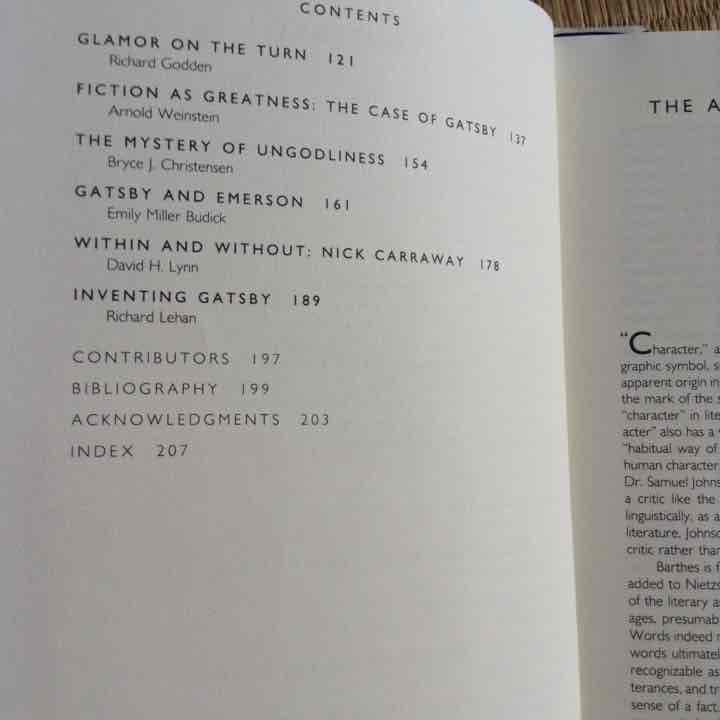 CONTENTS
GLAMOR ON THE TURN 121
Richard Godden
FICTION AS GREATNESS: THE CASE OF GATSBY 137
Arnold Weinstein
THE MYSTERY OF UNGODLINESS 154
Bryce J. Christensen
GATSBY AND EMERSON 161
Emily Miller Budick
WITHIN AND WITHOUT: NICK CARRAWAY 178
David H. Lynn
INVENTING GATSBY 189
Richard Lehan
CONTRIBUTORS 197
BIBLIOGRAPHY 199
ACKNOWLEDGMENTS 203
INDEX 207
THE A
"Character," a
graphic symbol, s
apparent origin in
the mark of the s
"character" in lite
acter" also has a
"habitual way of
human character
Dr. Samuel Johns
a critic like the
linguistically, as a
literature, Johnso
critic rather than
Barthes is f
added to Nietzs
of the literary a
ages, presumab
Words indeed
words ultimatel
recognizable as
terances, and tr
sense of a fact